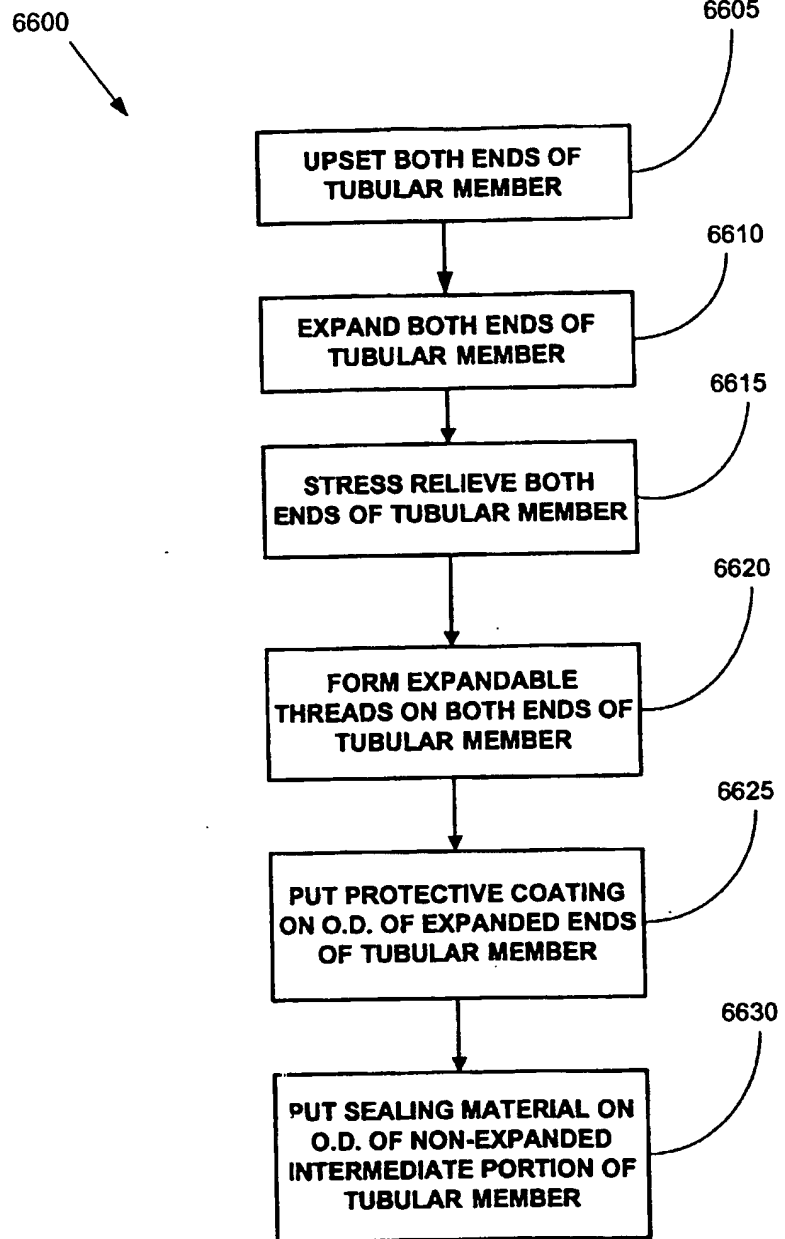 6600
6605
UPSET BOTH ENDS OF
TUBULAR MEMBER
6610
EXPAND BOTH ENDS OF
TUBULAR MEMBER
6615
STRESS RELIEVE BOTH
ENDS OF TUBULAR MEMBER
6620
FORM EXPANDABLE
THREADS ON BOTH ENDS OF
TUBULAR MEMBER
6625
PUT PROTECTIVE COATING
ON O.D. OF EXPANDED ENDS
OF TUBULAR MEMBER
6630
PUT SEALING MATERIAL ON
O.D. OF NON-EXPANDED
INTERMEDIATE PORTION OF
TUBULAR MEMBER